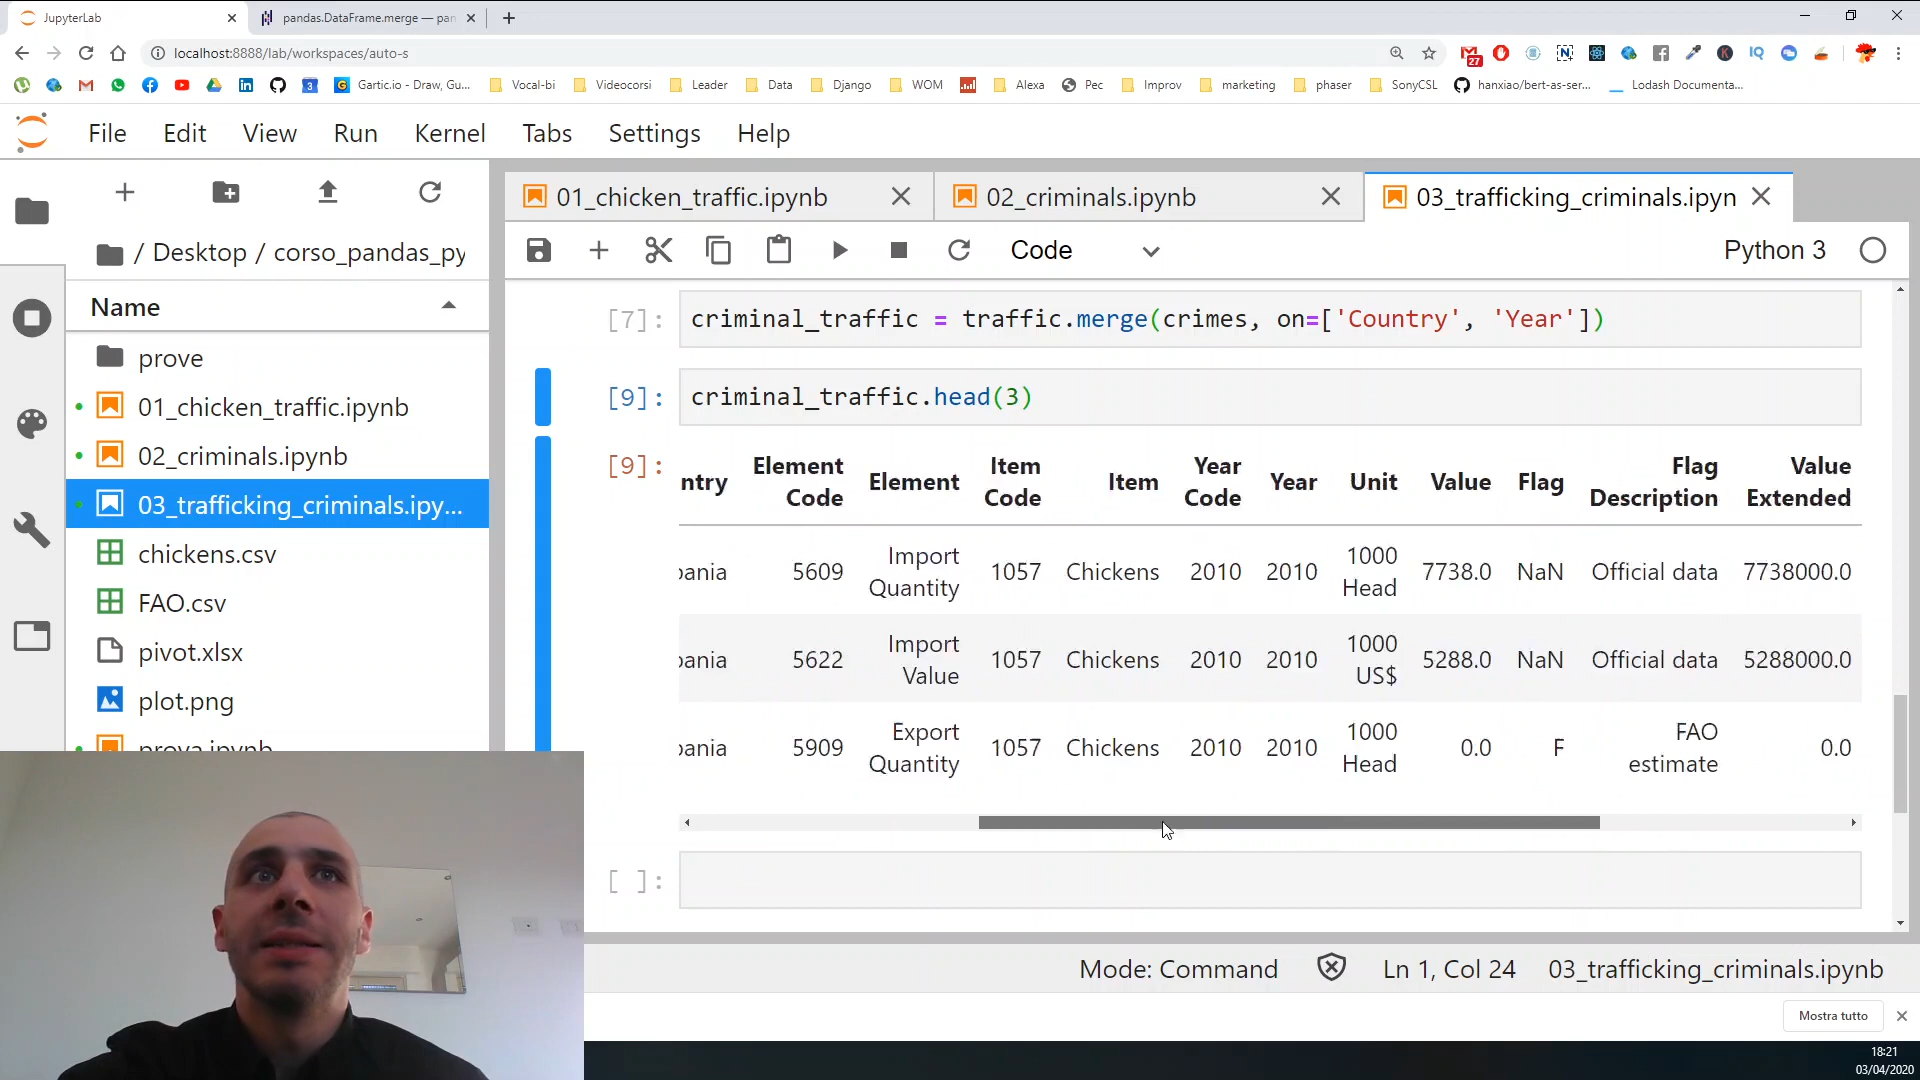 JupyterLab
pandas.DataFrame.merge — pan
localhost:8888/lab/workspaces/auto-s
27
Gartic.io - Draw, Gu...
Vocal-bi
Videocorsi
Leader
Data
Django
WOM
Alexa
Pec
Improv
marketing
phaser
SonyCSL
hanxiao/bert-as-ser...
Lodash Documenta...
File Edit View Run Kernel Tabs Settings Help
01_chicken_traffic.ipynb
02_criminals.ipynb
03_trafficking_criminals.ipyn
/ Desktop / corso_pandas_py
Code
Python 3
Name
prove
01_chicken_traffic.ipynb
02_criminals.ipynb
03_trafficking_criminals.ipy...
chickens.csv
FAO.csv
pivot.xlsx
plot.png
prova.ipynb
[7]: criminal_traffic = traffic.merge(crimes, on=['Country', 'Year'])
[9]: criminal_traffic.head(3)
[9]: ntry Element Code Element Item Code Item Year Code Year Unit Value Flag Flag Description Value Extended
oania 5609 Import Quantity 1057 Chickens 2010 2010 1000 Head 7738.0 NaN Official data 7738000.0
oania 5622 Import Value 1057 Chickens 2010 2010 1000 US$ 5288.0 NaN Official data 5288000.0
oania 5909 Export Quantity 1057 Chickens 2010 2010 1000 Head 0.0 F FAO estimate 0.0
[ ]:
Mode: Command
Ln 1, Col 24
03_trafficking_criminals.ipynb
Mostra tutto
18:21
03/04/2020